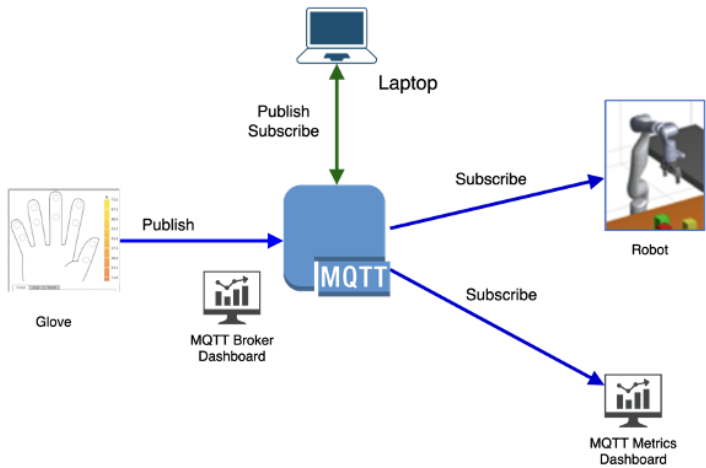 Laptop
Publish
Subscribe
Subscribe
Publish
Robot
MQTT
Subscribe
Glove
MQTT Broker
Dashboard
MQTT Metrics
Dashboard